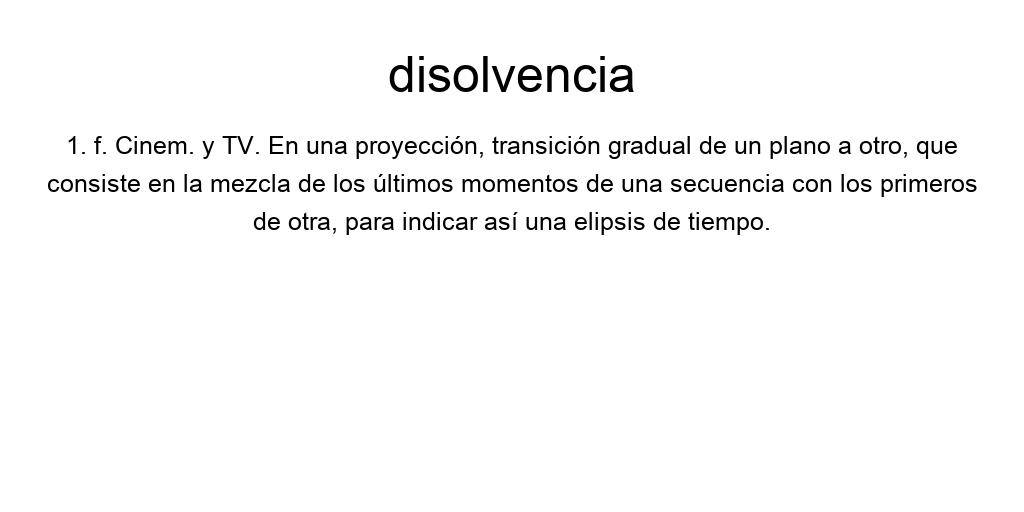 disolvencia
1. f. Cinem. y TV. En una proyección, transición gradual de un plano a otro, que
consiste en la mezcla de los últimos momentos de una secuencia con los primeros
de otra, para indicar así una elipsis de tiempo.